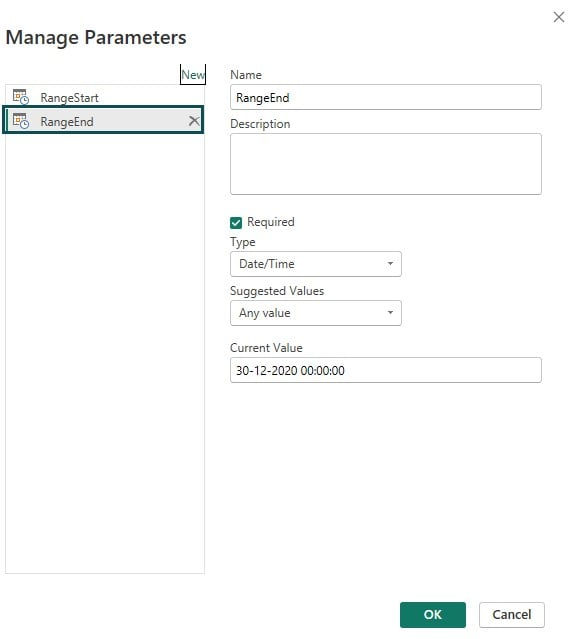 Manage Parameters
New
RangeStart
RangeEnd
Name
RangeEnd
Description
Required
Type
Date/Time
Suggested Values
Any value
Current Value
30-12-2020 00:00:00
OK
Cancel